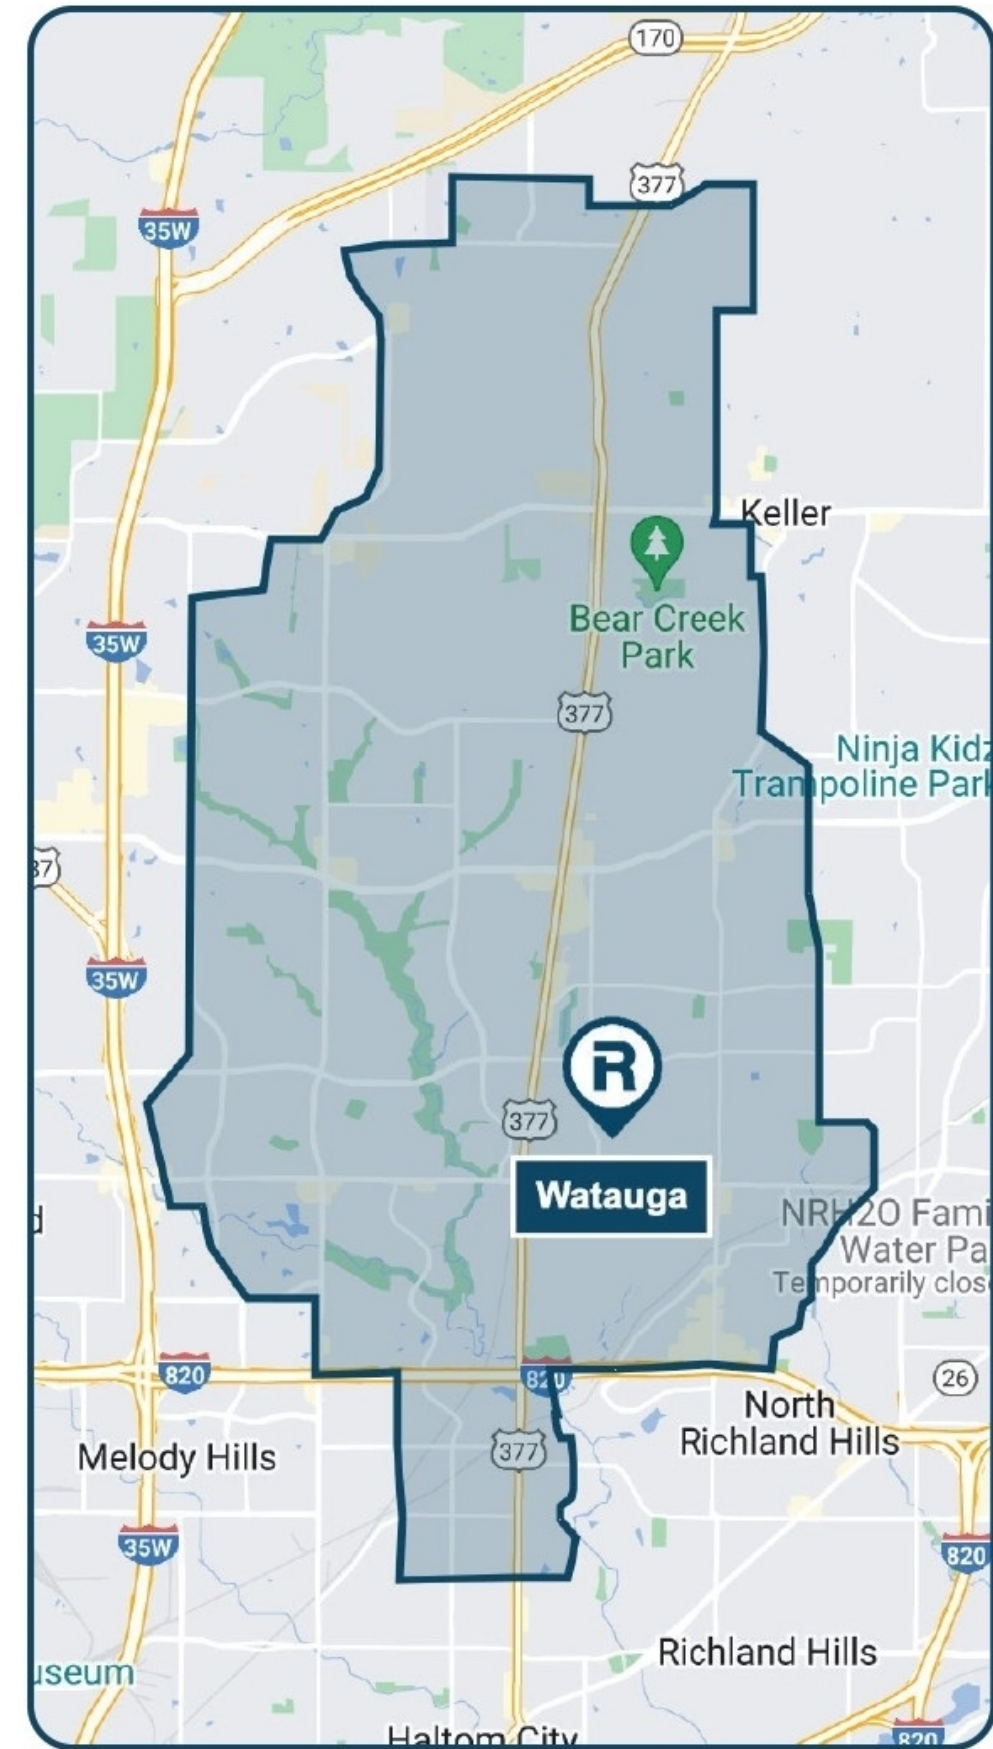 170
377
35W
Keller
Bear Creek
Park
35W
377
Ninja Kidz
Trampoline Park
35W
R
377
Watauga
NRH2O Fami
Water Pa
Temporarily clos
820
820
26
North
Richland Hills
Melody Hills
377
35W
820
Richland Hills
useum
Haltom City
820